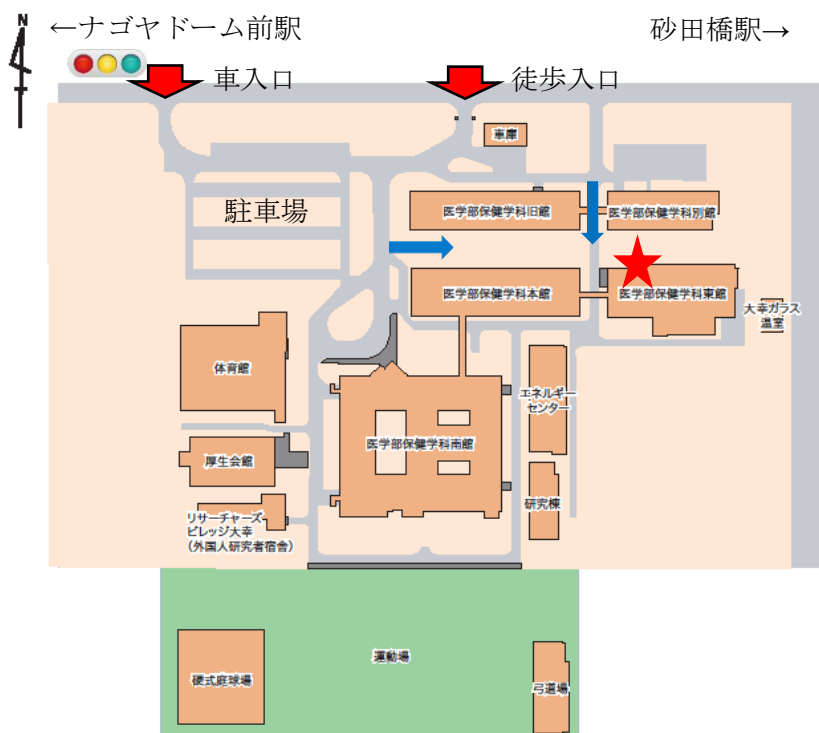 N
←ナゴヤドーム前駅
砂田橋駅→
車入口
徒歩入口
車庫
駐車場
医学部保健学科旧館
医学部保健学科別館
医学部保健学科本館
医学部保健学科東館
大幸ガラス
温室
体育館
エネルギー
センター
医学部保健学科南館
厚生会館
研究棟
リサーチャーズ
ビレッジ大幸
(外国人研究者宿舎)
運動場
硬式庭球場
弓道場